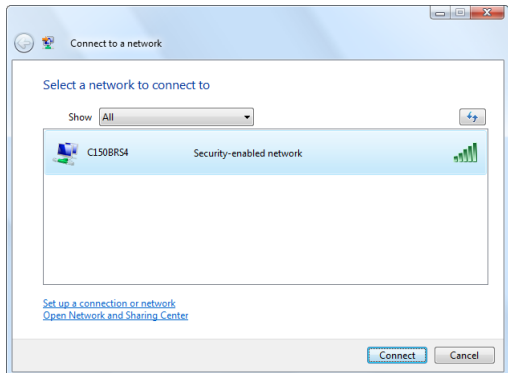 Connect to a network
Select a network to connect to
Show All
C150BRS4 Security-enabled network
Set up a connection or network
Open Network and Sharing Center
Connect Cancel